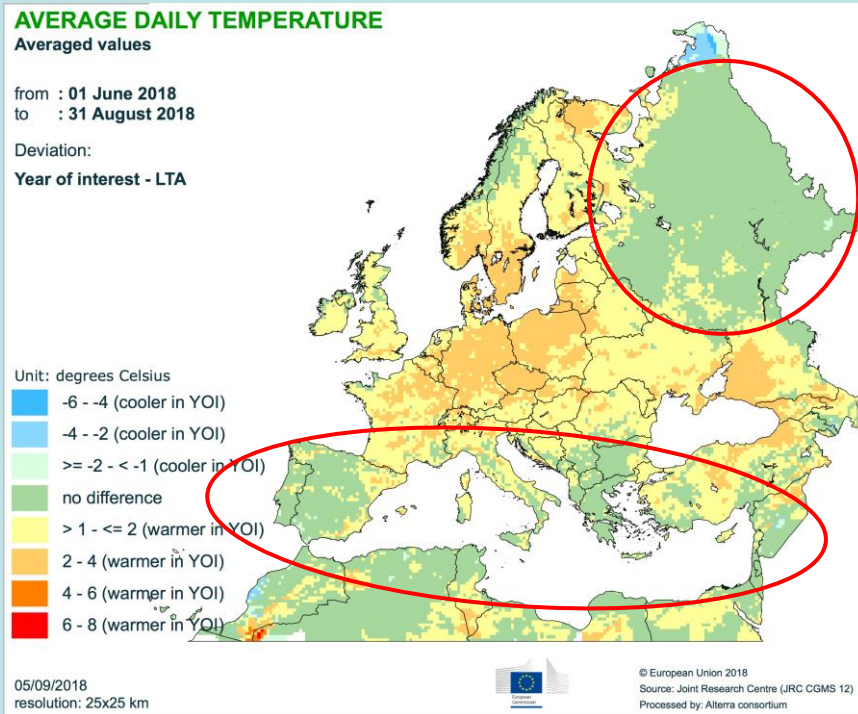 AVERAGE DAILY TEMPERATURE
Averaged values
from : 01 June 2018
to : 31 August 2018
Deviation:
Year of interest - LTA
Unit: degrees Celsius
-6 - -4 (cooler in YOI)
-4 - -2 (cooler in YOI)
>= -2 - < -1 (cooler in YOI)
no difference
> 1 - <= 2 (warmer in YOI)
2 - 4 (warmer in YOI)
4 - 6 (warmer in YOI)
6 - 8 (warmer in YOI)
05/09/2018
resolution: 25x25 km
European
Commission
© European Union 2018
Source: Joint Research Centre (JRC CGMS 12)
Processed by: Alterra consortium